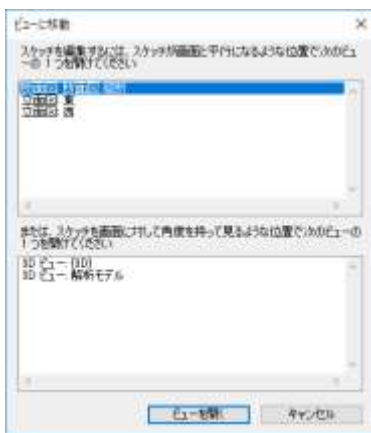 ビューに移動
スケッチを編集するには、スケッチが画面と平行になるような位置で次のビュ
ーの 1 つを開けてください
立面図: 東
立面図: 西
または、スケッチを画面に対して角度を持って見るような位置で次のビューの
1 つを開けてください
3D ビュー: {3D}
3D ビュー: 解析モデル
ビューを開く
キャンセル